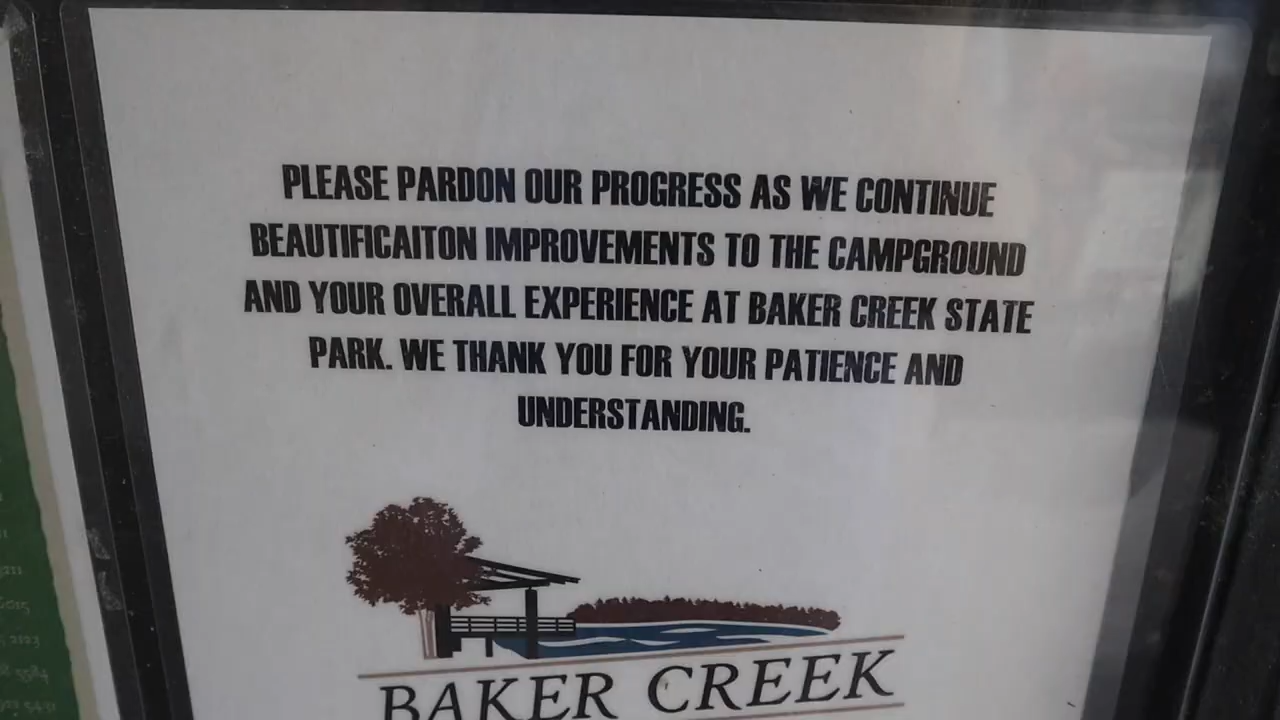 PLEASE PARDON OUR PROGRESS AS WE CONTINUE
BEAUTIFICAITON IMPROVEMENTS TO THE CAMPGROUND
AND YOUR OVERALL EXPERIENCE AT BAKER CREEK STATE
PARK. WE THANK YOU FOR YOUR PATIENCE AND
UNDERSTANDING.
BAKER CREEK